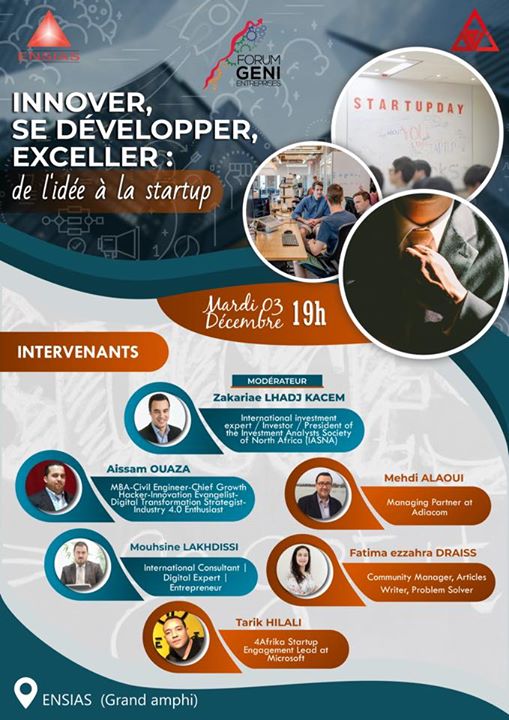 ENSIAS
FORUM
GENI
ENTREPRISES
INNOVER,
SE DÉVELOPPER,
EXCELLER :
de l'idée à la startup
STARTUPDAY
Mardi 03
Décembre 19h
INTERVENANTS
MODÉRATEUR
Zakariae LHADJ KACEM
International investment
expert / Investor / President of
the Investment Analysts Society
of North Africa (IASNA)
Aissam OUAZA
MBA-Civil Engineer-Chief Growth
Hacker-Innovation Evangelist-
Digital Transformation Strategist-
Industry 4.0 Enthusiast
Mehdi ALAOUI
Managing Partner at
Adiacom
Mouhsine LAKHDISSI
International Consultant |
Digital Expert |
Entrepreneur
Fatima ezzahra DRAISS
Community Manager, Articles
Writer, Problem Solver
Tarik HILALI
4Afrika Startup
Engagement Lead at
Microsoft
ENSIAS (Grand amphi)